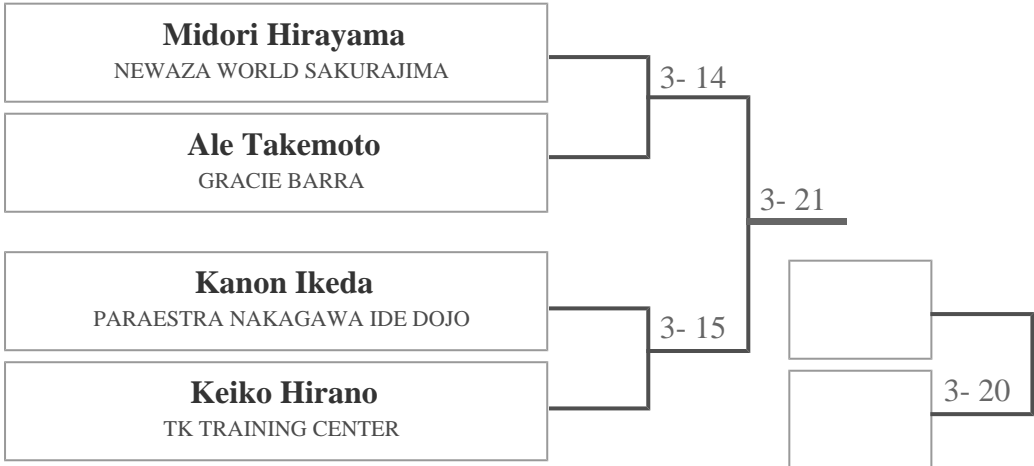 Midori Hirayama
NEWAZA WORLD SAKURAJIMA
3- 14
Ale Takemoto
GRACIE BARRA
3- 21
Kanon Ikeda
PARAESTRA NAKAGAWA IDE DOJO
3- 15
Keiko Hirano
TK TRAINING CENTER
3- 20